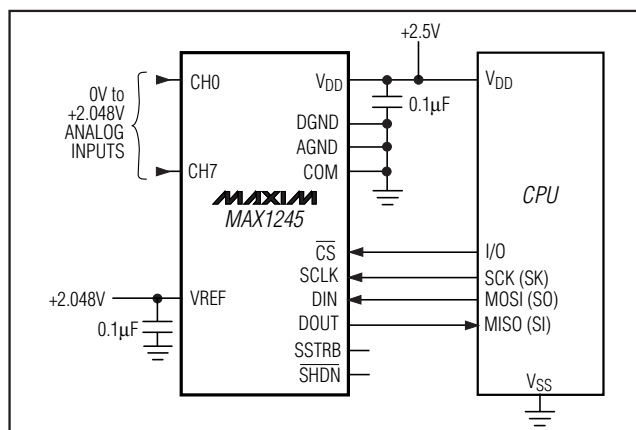 +2.5V
0V to
+2.048V
ANALOG
INPUTS
CH0
CH7
VDD
0.1µF
DGND
AGND
COM
MAXIM
MAX1245
CS
SCLK
DIN
DOUT
SSTRB
SHDN
+2.048V
VREF
0.1µF
VDD
CPU
I/O
SCK (SK)
MOSI (SO)
MISO (SI)
VSS